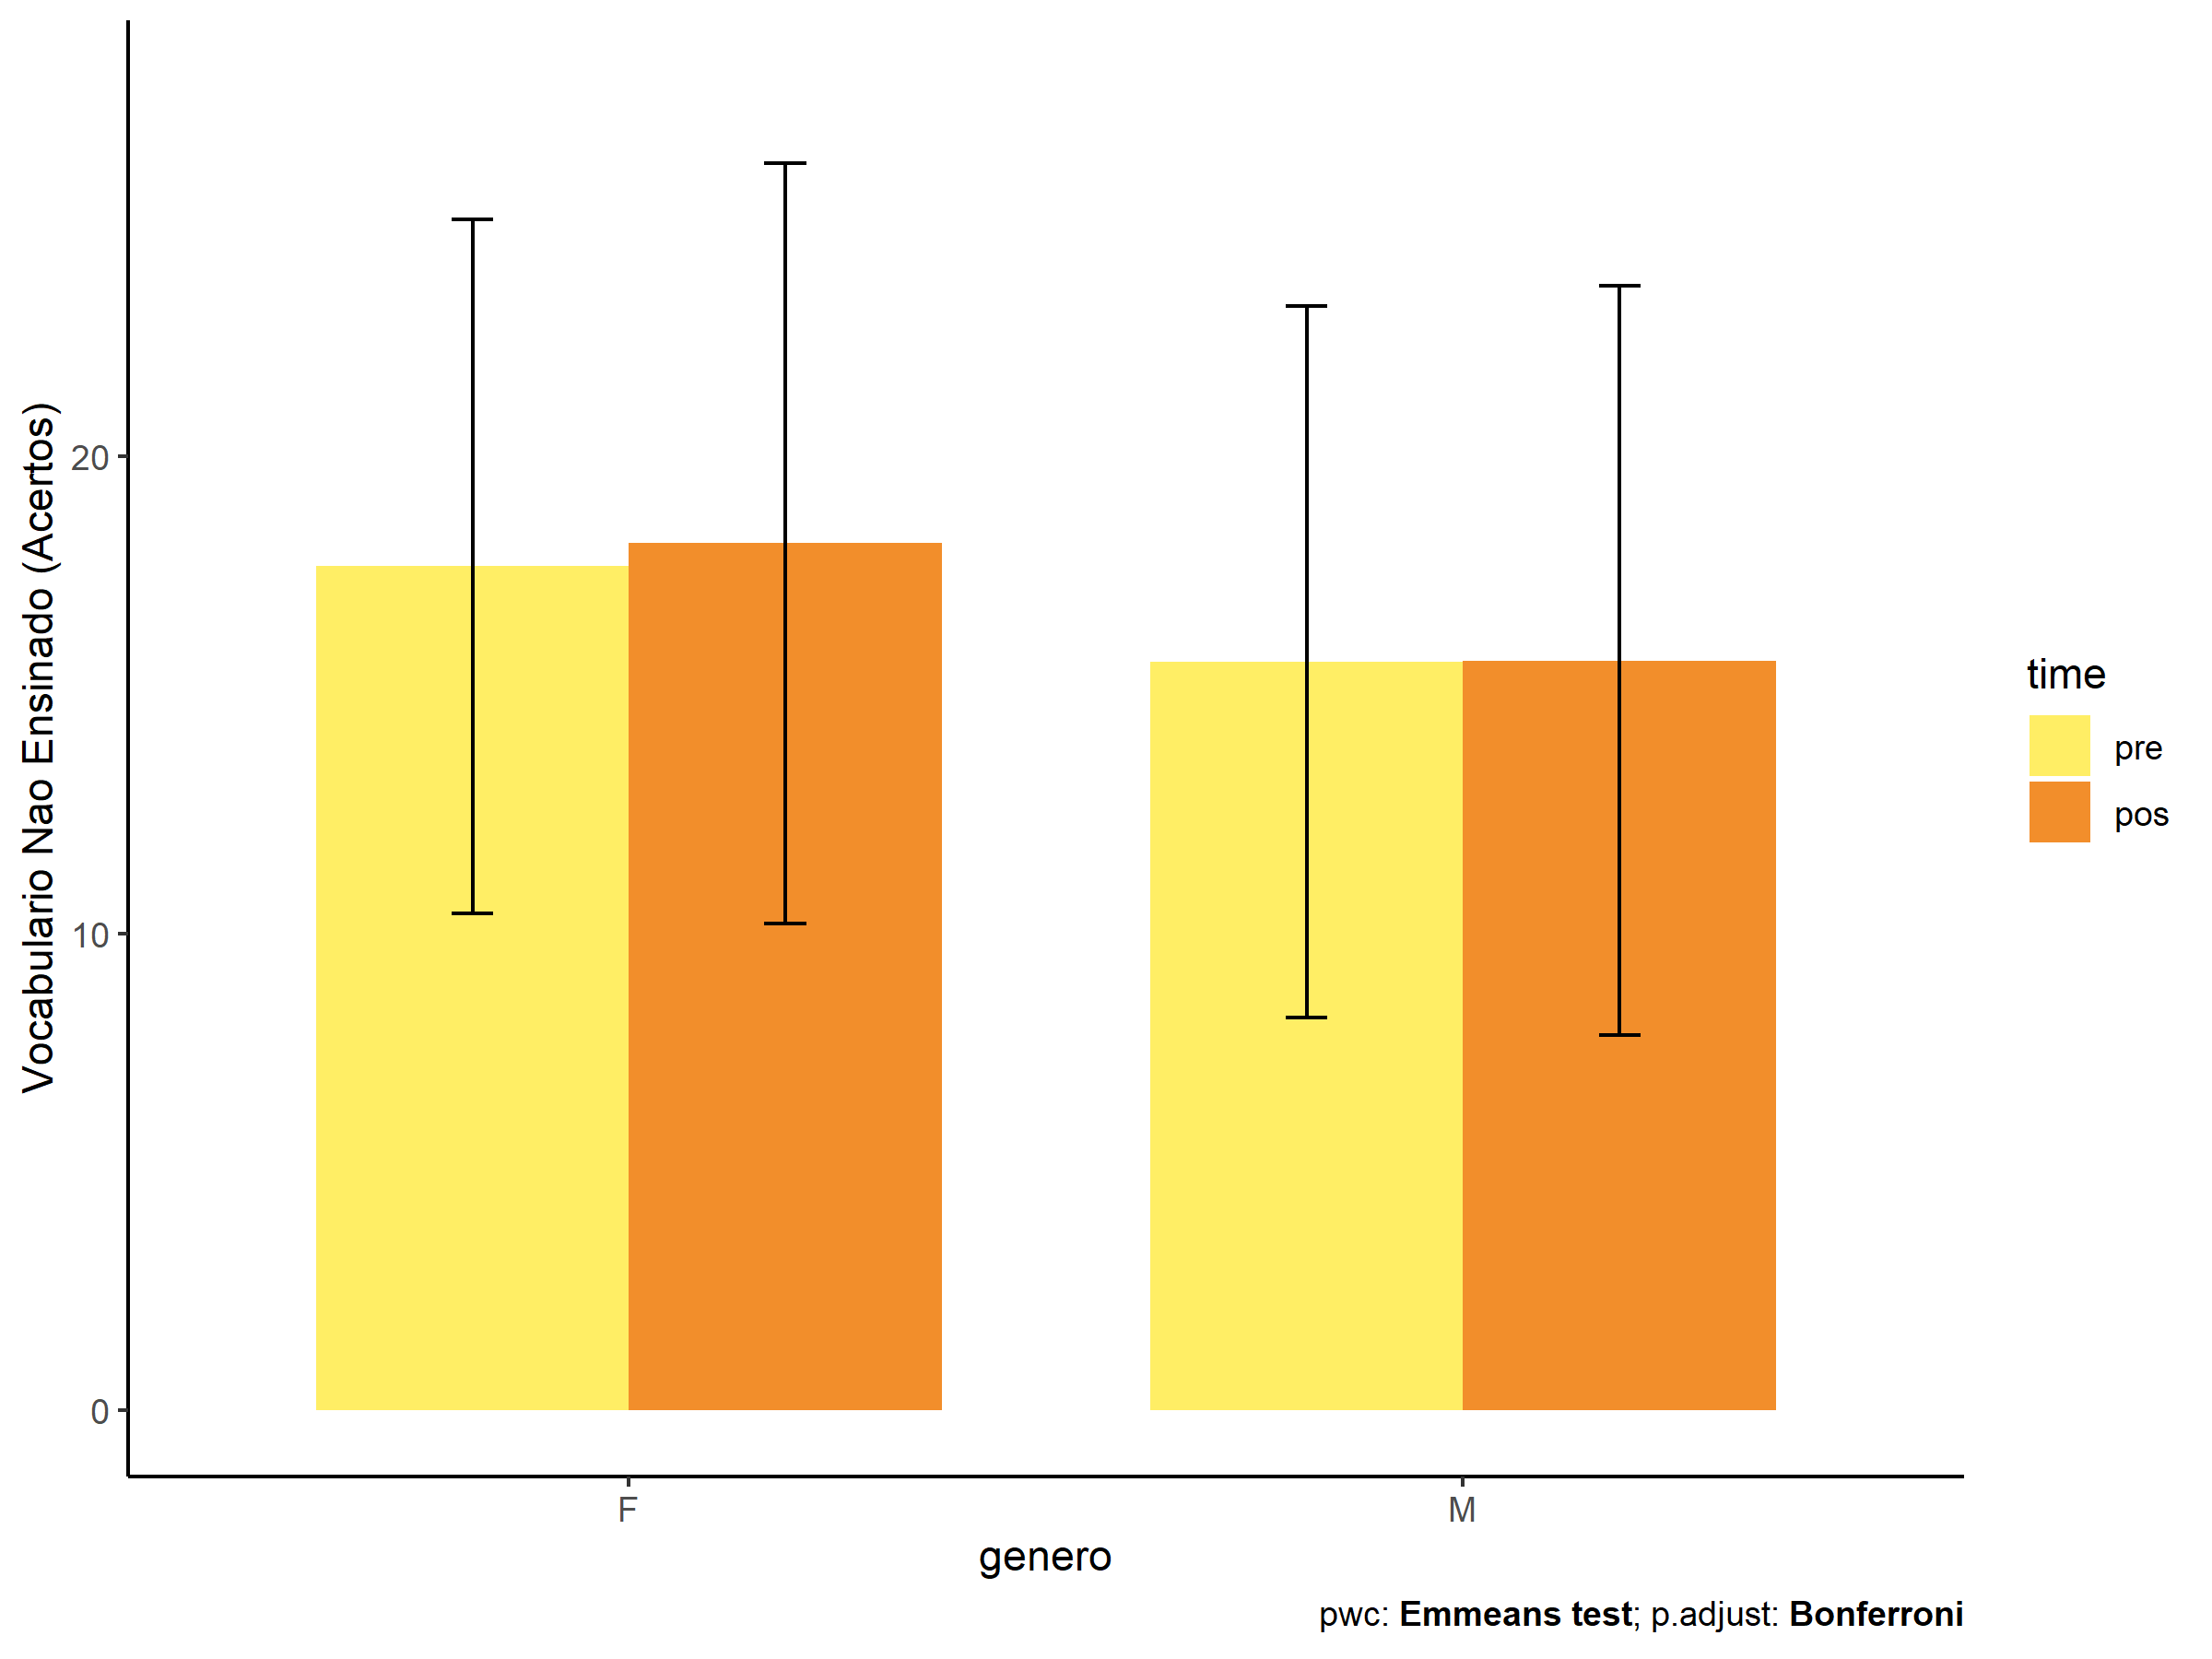 Vocabulario Nao Ensinado (Acertos)
20
10
0
F
M
genero
time
pre
pos
pwc: Emmeans test; p.adjust: Bonferroni